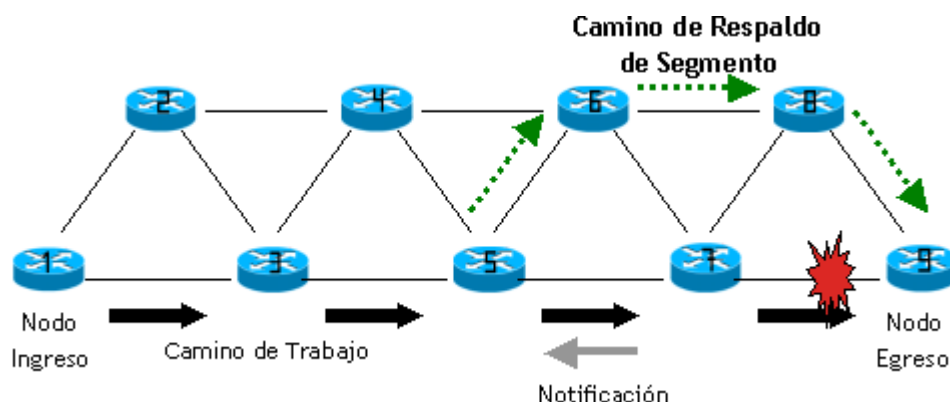 Camino de Respaldo
de Segmento
2
4
6
8
1
3
5
7
9
Nodo
Ingreso
Camino de Trabajo
Nodo
Egreso
Notificación